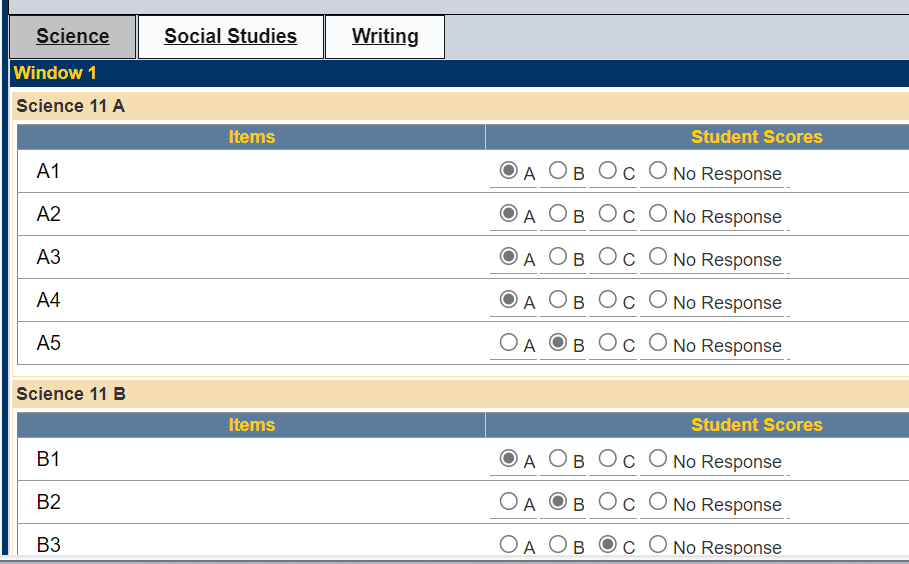 Science Social Studies Writing
Window 1
Science 11 A
Items Student Scores
A1 A B C No Response
A2 A B C No Response
A3 A B C No Response
A4 A B C No Response
A5 A B C No Response
Science 11 B
Items Student Scores
B1 A B C No Response
B2 A B C No Response
B3 A B C No Response